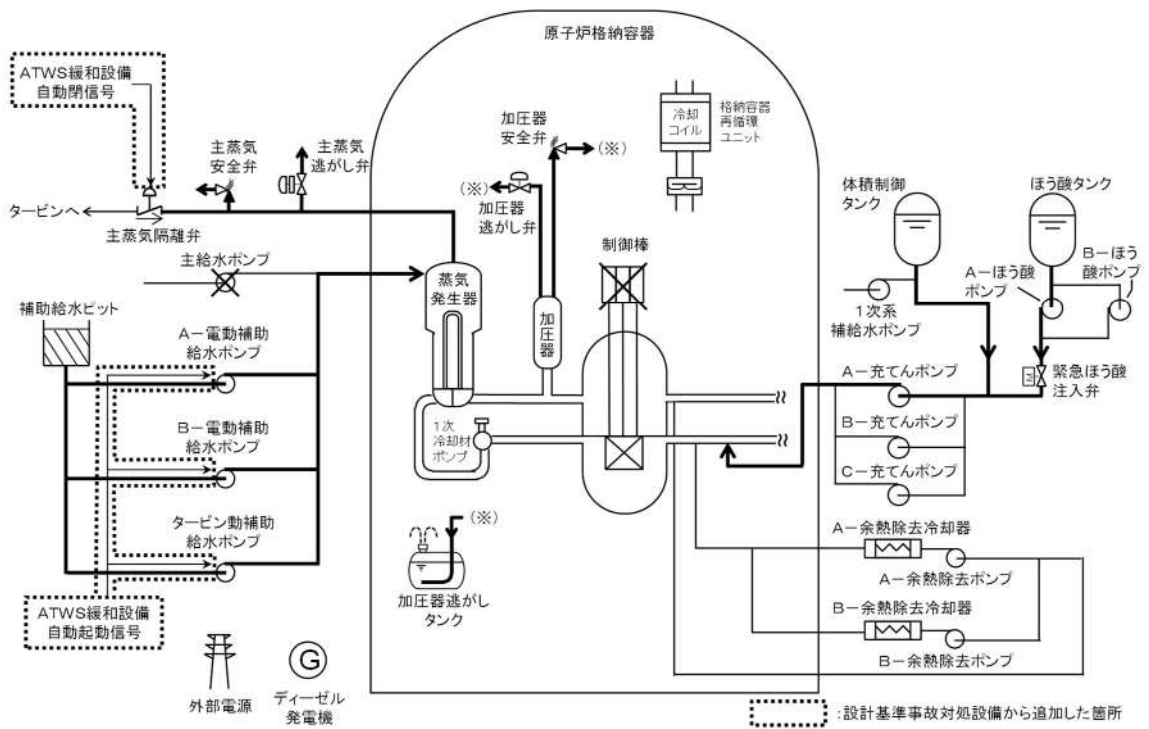 原子炉格納容器
ATWS緩和設備
自動閉信号
主蒸気
安全弁
主蒸気
逃がし弁
タービンへ
主蒸気隔離弁
加圧器
安全弁
(※)
(※)
加圧器
逃がし弁
冷却
コイル
格納容器
再循環
ユニット
体積制御
タンク
ほう酸タンク
制御棒
A-ほう酸
ポンプ
B-ほう
酸ポンプ
1次系
補給水ポンプ
主給水ポンプ
蒸気
発生器
加圧器
補助給水ピット
A-電動補助
給水ポンプ
B-電動補助
給水ポンプ
タービン動補助
給水ポンプ
ATWS緩和設備
自動起動信号
1次
冷却材
ポンプ
A-充てんポンプ
M
緊急ほう酸
注入弁
B-充てんポンプ
C-充てんポンプ
(※)
加圧器逃がし
タンク
A-余熱除去冷却器
A-余熱除去ポンプ
B-余熱除去冷却器
B-余熱除去ポンプ
外部電源
G
ディーゼル
発電機
:設計基準事故対処設備から追加した箇所